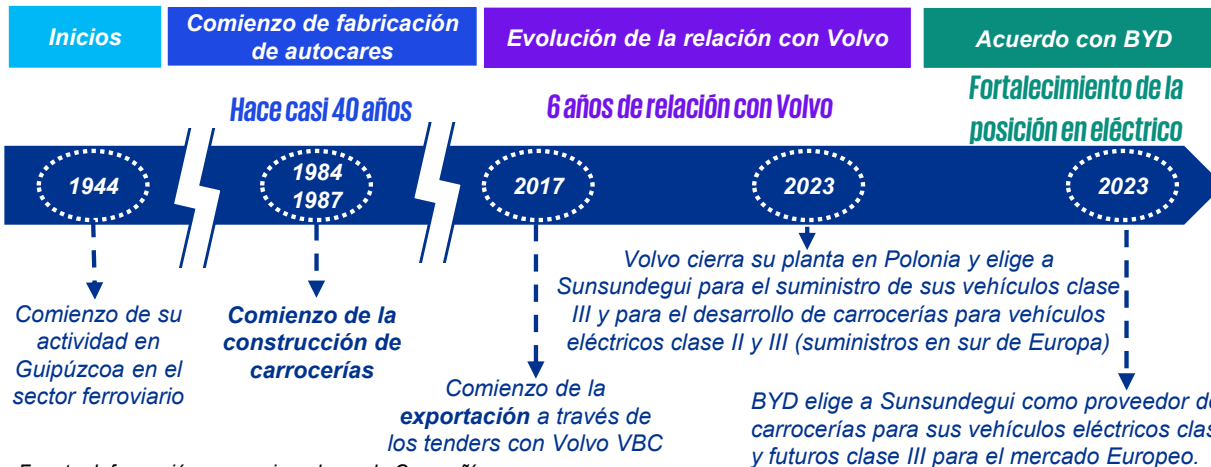 Inicios
Comienzo de fabricación
de autocares
Evolución de la relación con Volvo
Acuerdo con BYD
Hace casi 40 años
6 años de relación con Volvo
Fortalecimiento de la
posición en eléctrico
1944
1984
1987
2017
2023
2023
Comienzo de su
actividad en
Guipúzcoa en el
sector ferroviario
Comienzo de la
construcción de
carrocerías
Comienzo de la
exportación a través de
los tenders con Volvo VBC
Volvo cierra su planta en Polonia y elige a
Sunsundegui para el suministro de sus vehículos clase
III y para el desarrollo de carrocerías para vehículos
eléctricos clase II y III (suministros en sur de Europa)
BYD elige a Sunsundegui como proveedor de
carrocerías para sus vehículos eléctricos clas
y futuros clase III para el mercado Europeo.